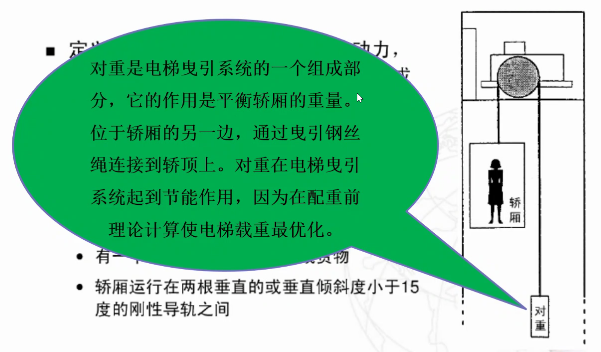 动力，
对重是电梯曳引系统的一个组成部
分，它的作用是平衡轿厢的重量。
位于轿厢的另一边，通过曳引钢丝
绳连接到轿顶上。对重在电梯曳引
系统起到节能作用，因为在配重前
理论计算使电梯载重最优化。
有一
货物
轿厢运行在两根垂直的或垂直倾斜度小于15
度的刚性导轨之间
轿
厢
对
重